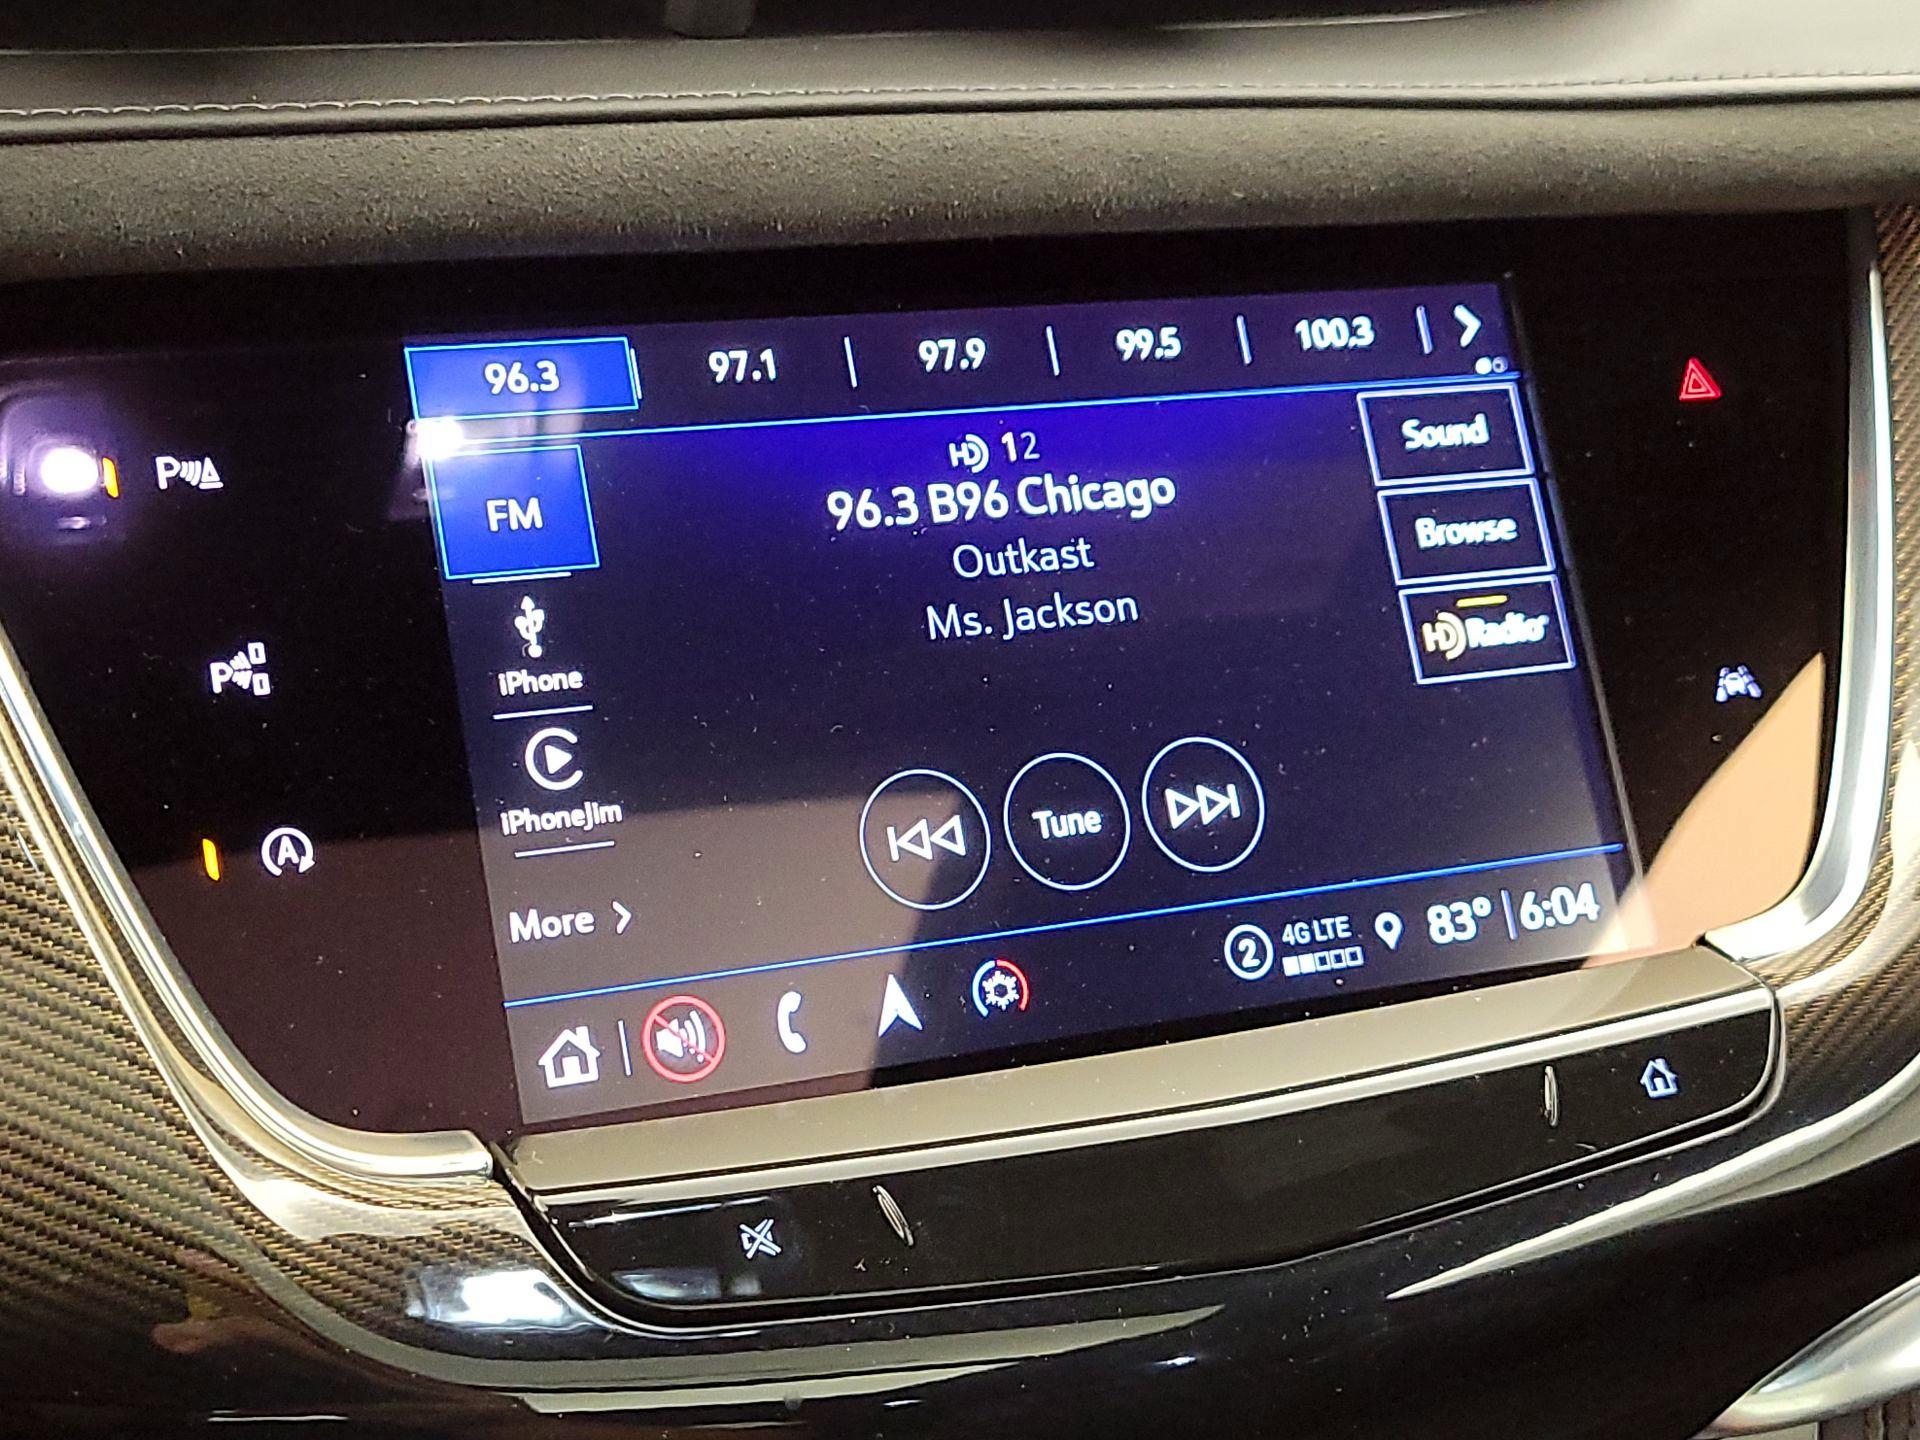 96.3 97.1 97.9 99.5 100.3
HD 12
Sound
FM
96.3 B96 Chicago
Browse
Outkast
Ms. Jackson
HD Radio
iPhone
iPhoneJim
Tune
More
2 4G LTE 83° 6:04
P
P
A